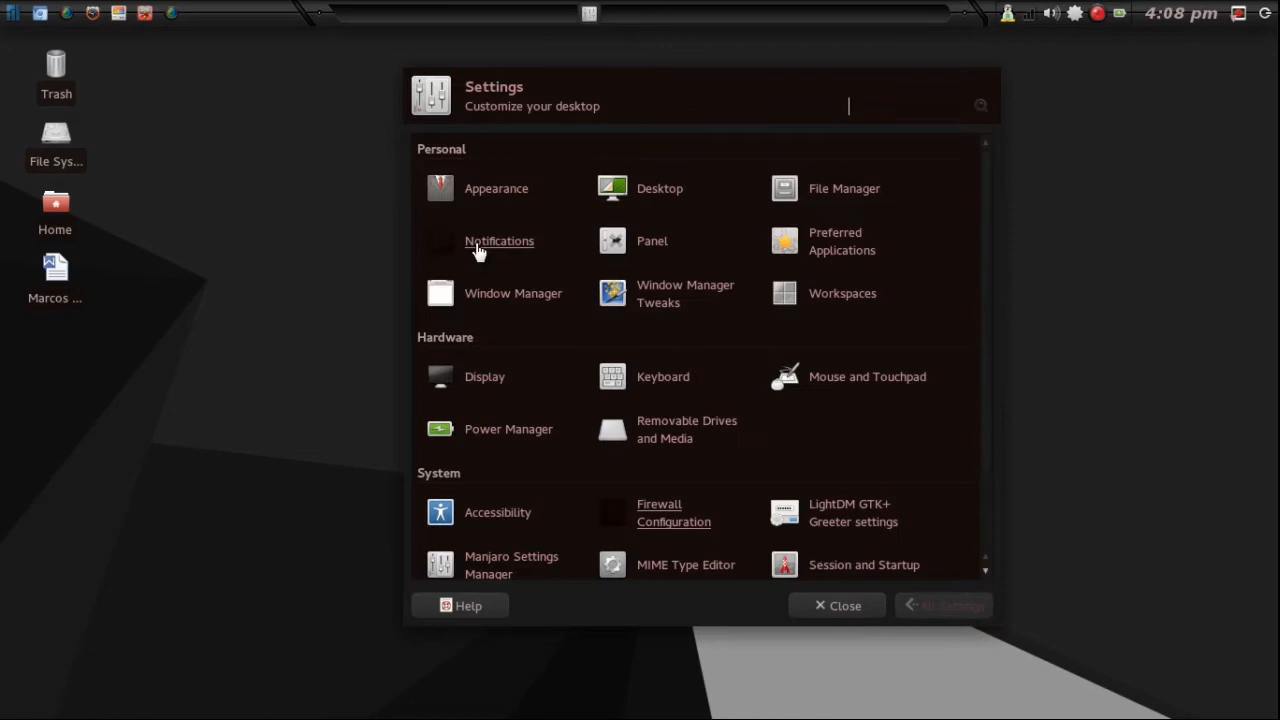 4:08 pm
Trash
File Sys...
Home
Marcos ...
Settings
Customize your desktop
Personal
Appearance
Desktop
File Manager
Notifications
Panel
Preferred
Applications
Window Manager
Window Manager
Tweaks
Workspaces
Hardware
Display
Keyboard
Mouse and Touchpad
Power Manager
Removable Drives
and Media
System
Accessibility
Firewall
Configuration
LightDM GTK+
Greeter settings
Manjaro Settings
Manager
MIME Type Editor
Session and Startup
Help
Close
All Settings